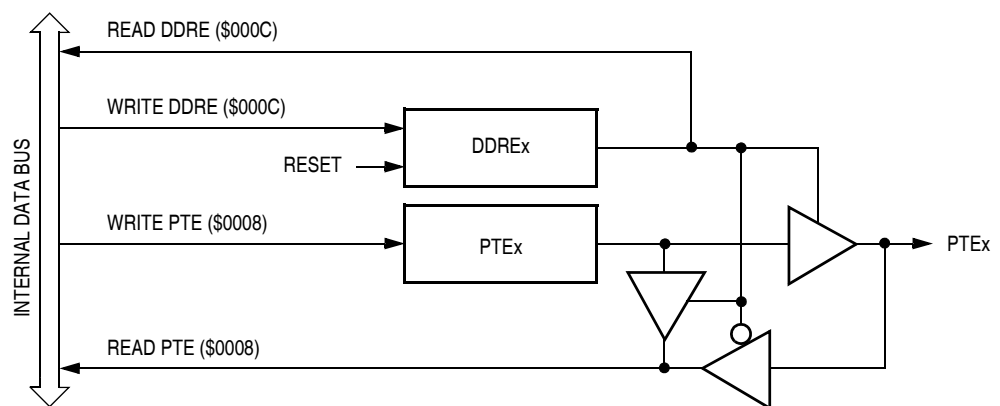 READ DDRE ($000C)
WRITE DDRE ($000C)
DDREx
RESET
INTERNAL DATA BUS
WRITE PTE ($0008)
PTEx
PTEx
READ PTE ($0008)